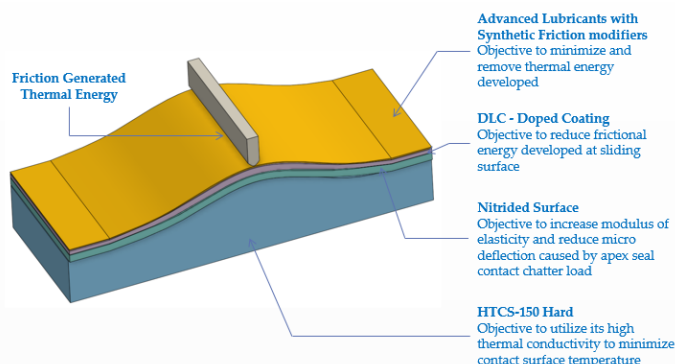 Advanced Lubricants with
Synthetic Friction modifiers
Objective to minimize and
remove thermal energy
developed
Friction Generated
Thermal Energy
DLC - Doped Coating
Objective to reduce frictional
energy developed at sliding
surface
Nitrided Surface
Objective to increase modulus of
elasticity and reduce micro
deflection caused by apex seal
contact chatter load
HTCS-150 Hard
Objective to utilize its high
thermal conductivity to minimize
contact surface temperature